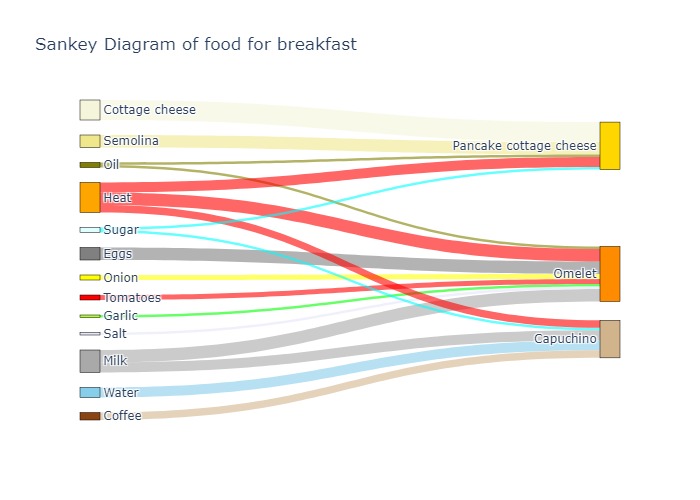 Sankey Diagram of food for breakfast
Cottage cheese
Semolina
Pancake cottage cheese
Oil
Heat
Sugar
Eggs
Omelet
Onion
Tomatoes
Garlic
Salt
Capuchino
Milk
Water
Coffee